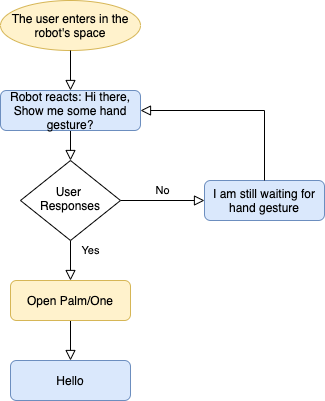 The user enters in the
robot's space
Robot reacts: Hi there,
Show me some hand
gesture?
User
Responses
No
I am still waiting for
hand gesture
Yes
Open Palm/One
Hello